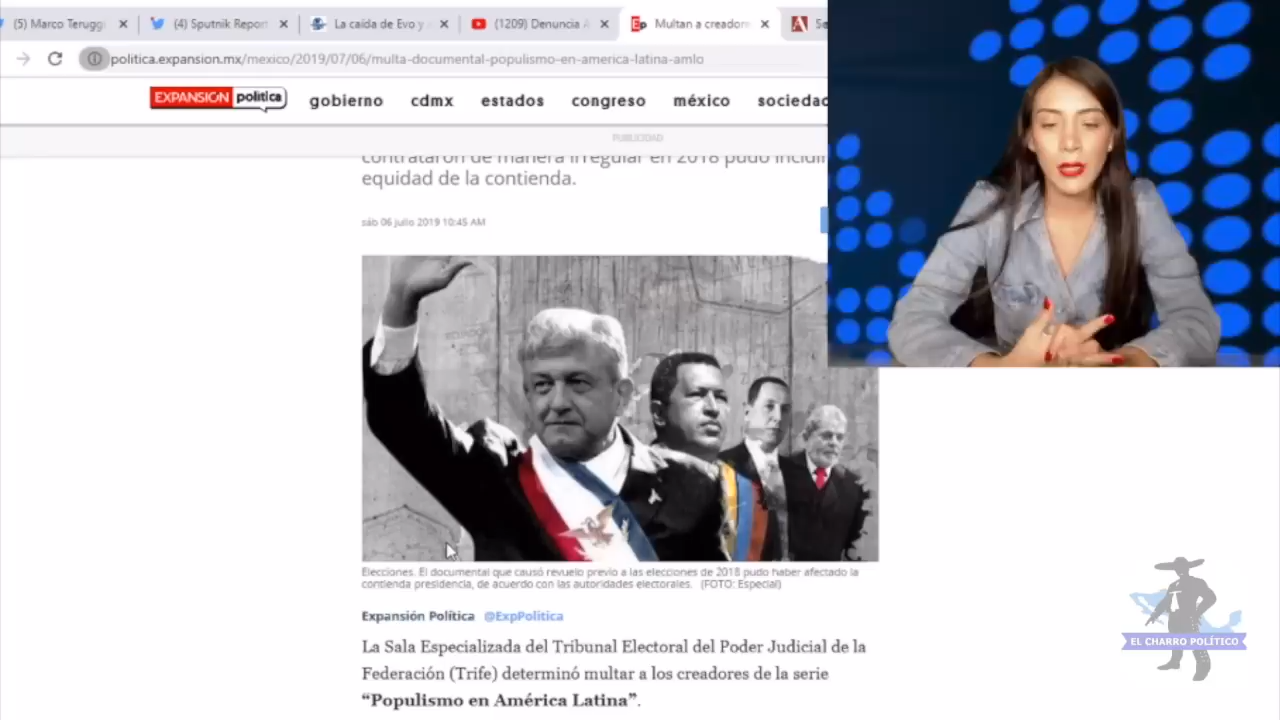 (5) Marco Terugg
(4) Sputnik Repor
La caída de Evo y
(1209) Denuncia A
Multan a creadore
Se
politica.expansion.mx/mexico/2019/07/06/multa-documental-populismo-en-america-latina-amlo
EXPANSIÓN política
gobierno cdmx estados congreso méxico sociedad
PUBLICIDAD
contrataron de manera irregular en 2018 pudo incidir
equidad de la contienda.
sáb 06 julio 2019 10:45 AM
Elecciones. El documental que causó revuelo previo a las elecciones de 2018 pudo haber afectado la
contienda presidencia, de acuerdo con las autoridades electorales. (FOTO: Especial)
Expansión Política @ExpPolitica
La Sala Especializada del Tribunal Electoral del Poder Judicial de la
Federación (Trife) determinó multar a los creadores de la serie
“Populismo en América Latina”.
EL CHARRO POLÍTICO